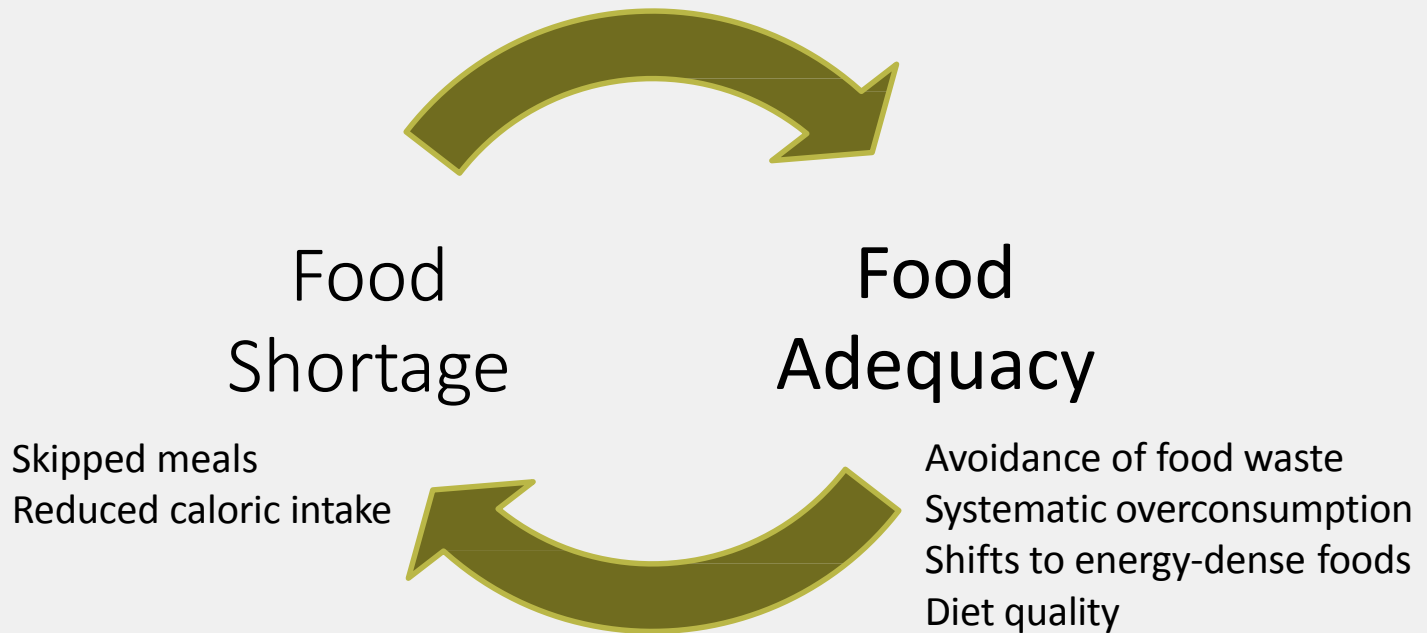 Food
Shortage
Skipped meals
Reduced caloric intake
Food
Adequacy
Avoidance of food waste
Systematic overconsumption
Shifts to energy-dense foods
Diet quality